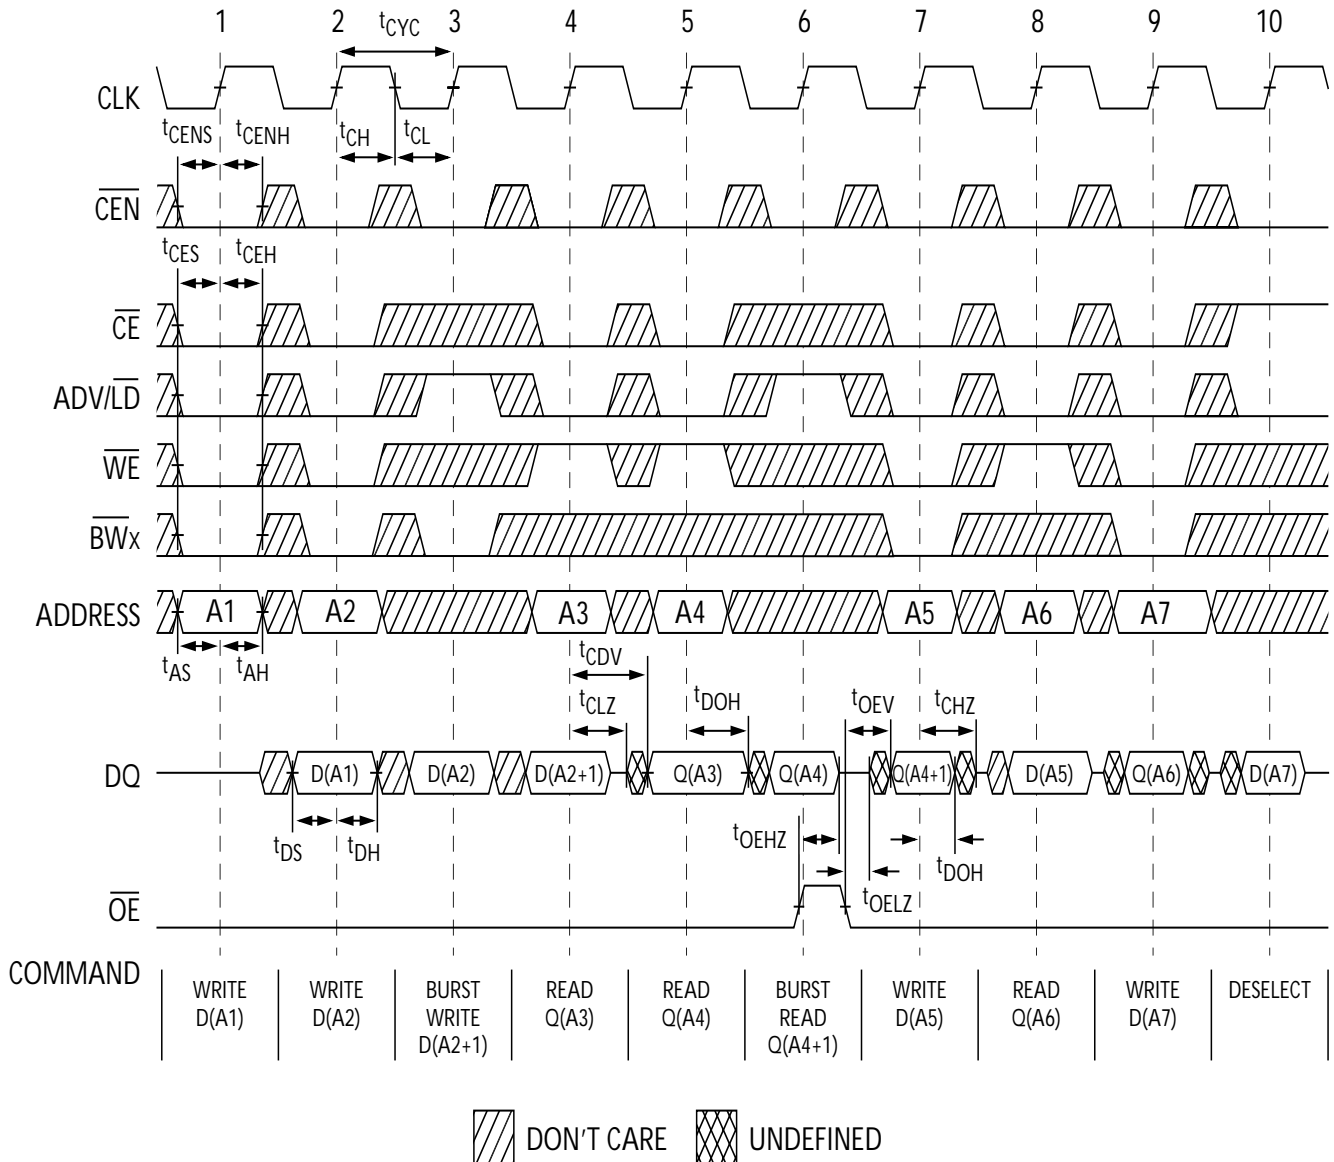 1 2 3 4 5 6 7 8 9 10
tCYC
CLK
tCENS tCENH tCH tCL
CEN
tCES tCEH
CE
ADV/LD
WE
BWx
ADDRESS A1 A2 A3 A4 A5 A6 A7
tAS tAH tCDV
tCLZ tDOH tOEV tCHZ
DQ D(A1) D(A2) D(A2+1) Q(A3) Q(A4) Q(A4+1) D(A5) Q(A6) D(A7)
tDS tDH tOEHZ tDOH
tOELZ
OE
COMMAND
WRITE WRITE BURST READ READ BURST WRITE READ WRITE DESELECT
D(A1) D(A2) WRITE Q(A3) Q(A4) READ D(A5) Q(A6) D(A7)
D(A2+1) Q(A4+1)
DON'T CARE UNDEFINED